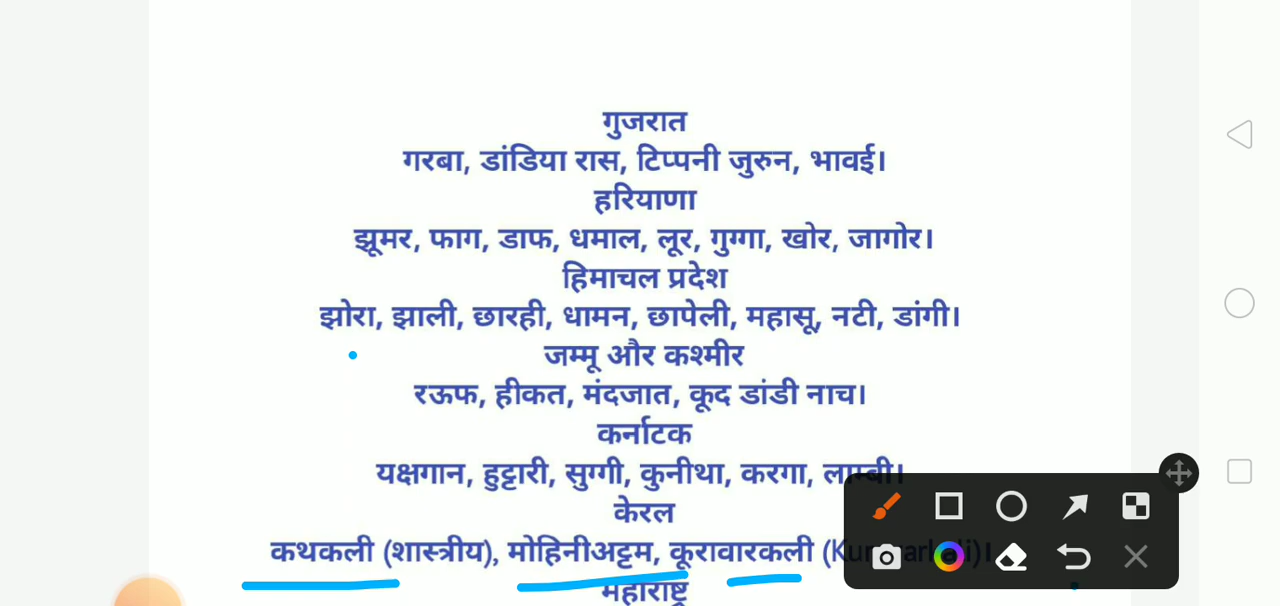 गुजरात
गरबा, डांडिया रास, टिप्पनी जुरुन, भावई।
हरियाणा
झूमर, फाग, डाफ, धमाल, लूर, गुग्गा, खोर, जागोर।
हिमाचल प्रदेश
झोरा, झाली, छारही, धामन, छापेली, महासू, नटी, डांगी।
जम्मू और कश्मीर
रऊफ, हीकत, मंदजात, कूद डांडी नाच।
कर्नाटक
यक्षगान, हुट्टारी, सुग्गी, कुनीथा, करगा, लाम्बी।
केरल
कथकली (शास्त्रीय), मोहिनीअट्टम, कूरावारकली
महाराष्ट्र